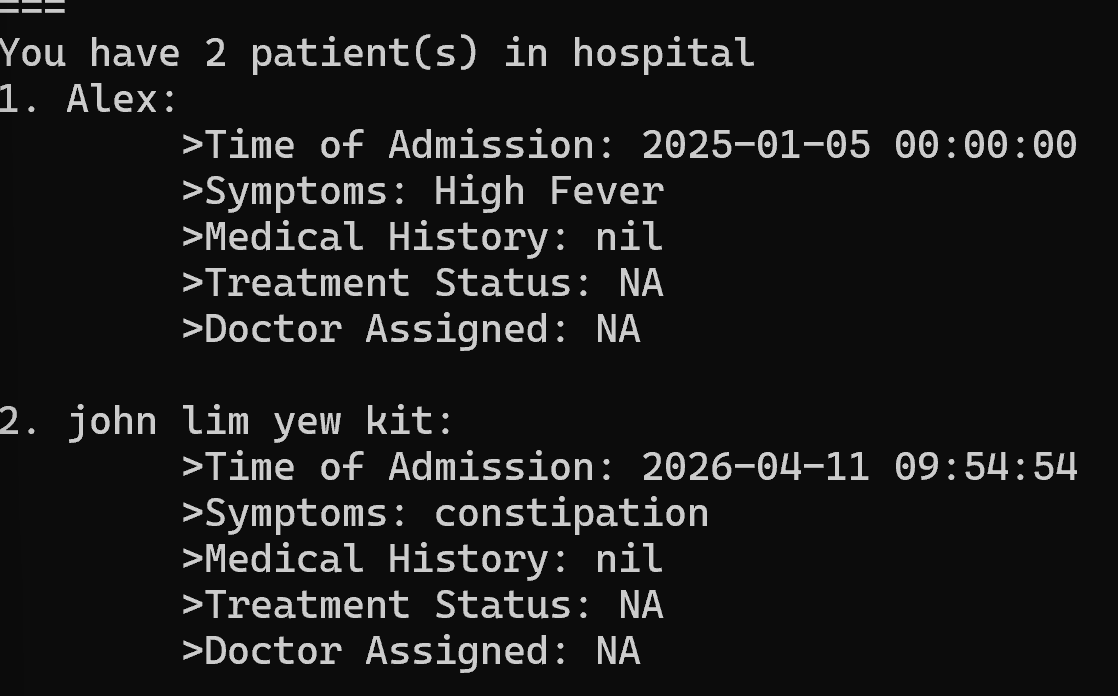 ===
You have 2 patient(s) in hospital
1. Alex:
>Time of Admission: 2025-01-05 00:00:00
>Symptoms: High Fever
>Medical History: nil
>Treatment Status: NA
>Doctor Assigned: NA
2. john lim yew kit:
>Time of Admission: 2026-04-11 09:54:54
>Symptoms: constipation
>Medical History: nil
>Treatment Status: NA
>Doctor Assigned: NA